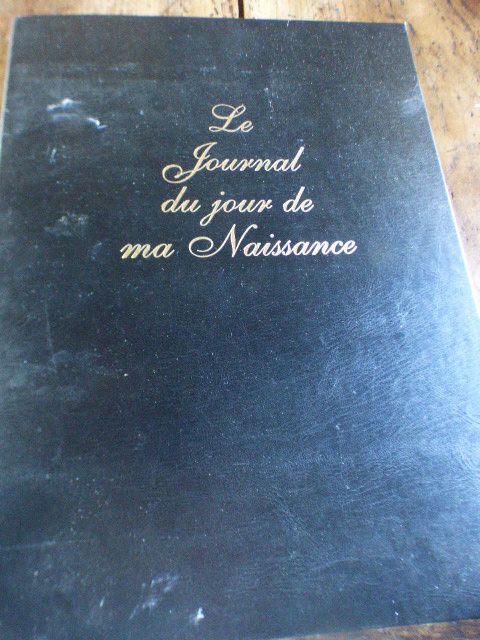 Le
Journal
du jour de
ma Naissance